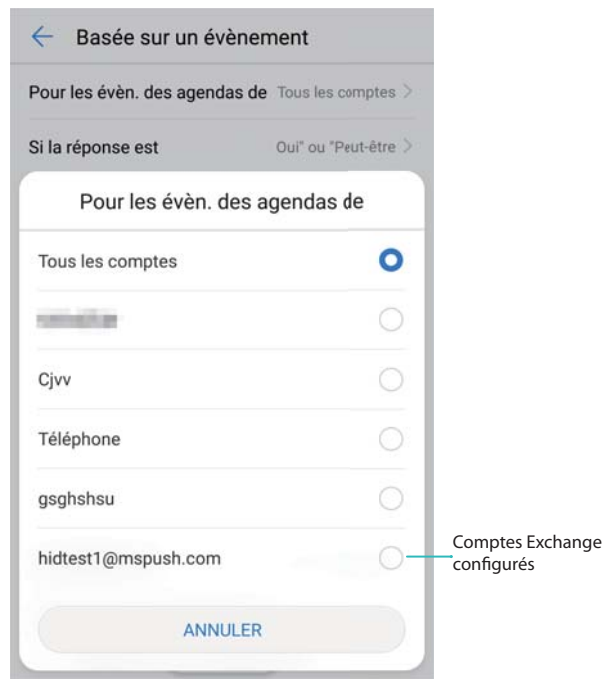 Basée sur un évènement
Pour les évèn. des agendas de Tous les comptes
Si la réponse est Oui" ou "Peut-être
Pour les évèn. des agendas de
Tous les comptes
Cjvv
Téléphone
gsghshsu
hidtest1@mspush.com
Comptes Exchange
configurés
ANNULER